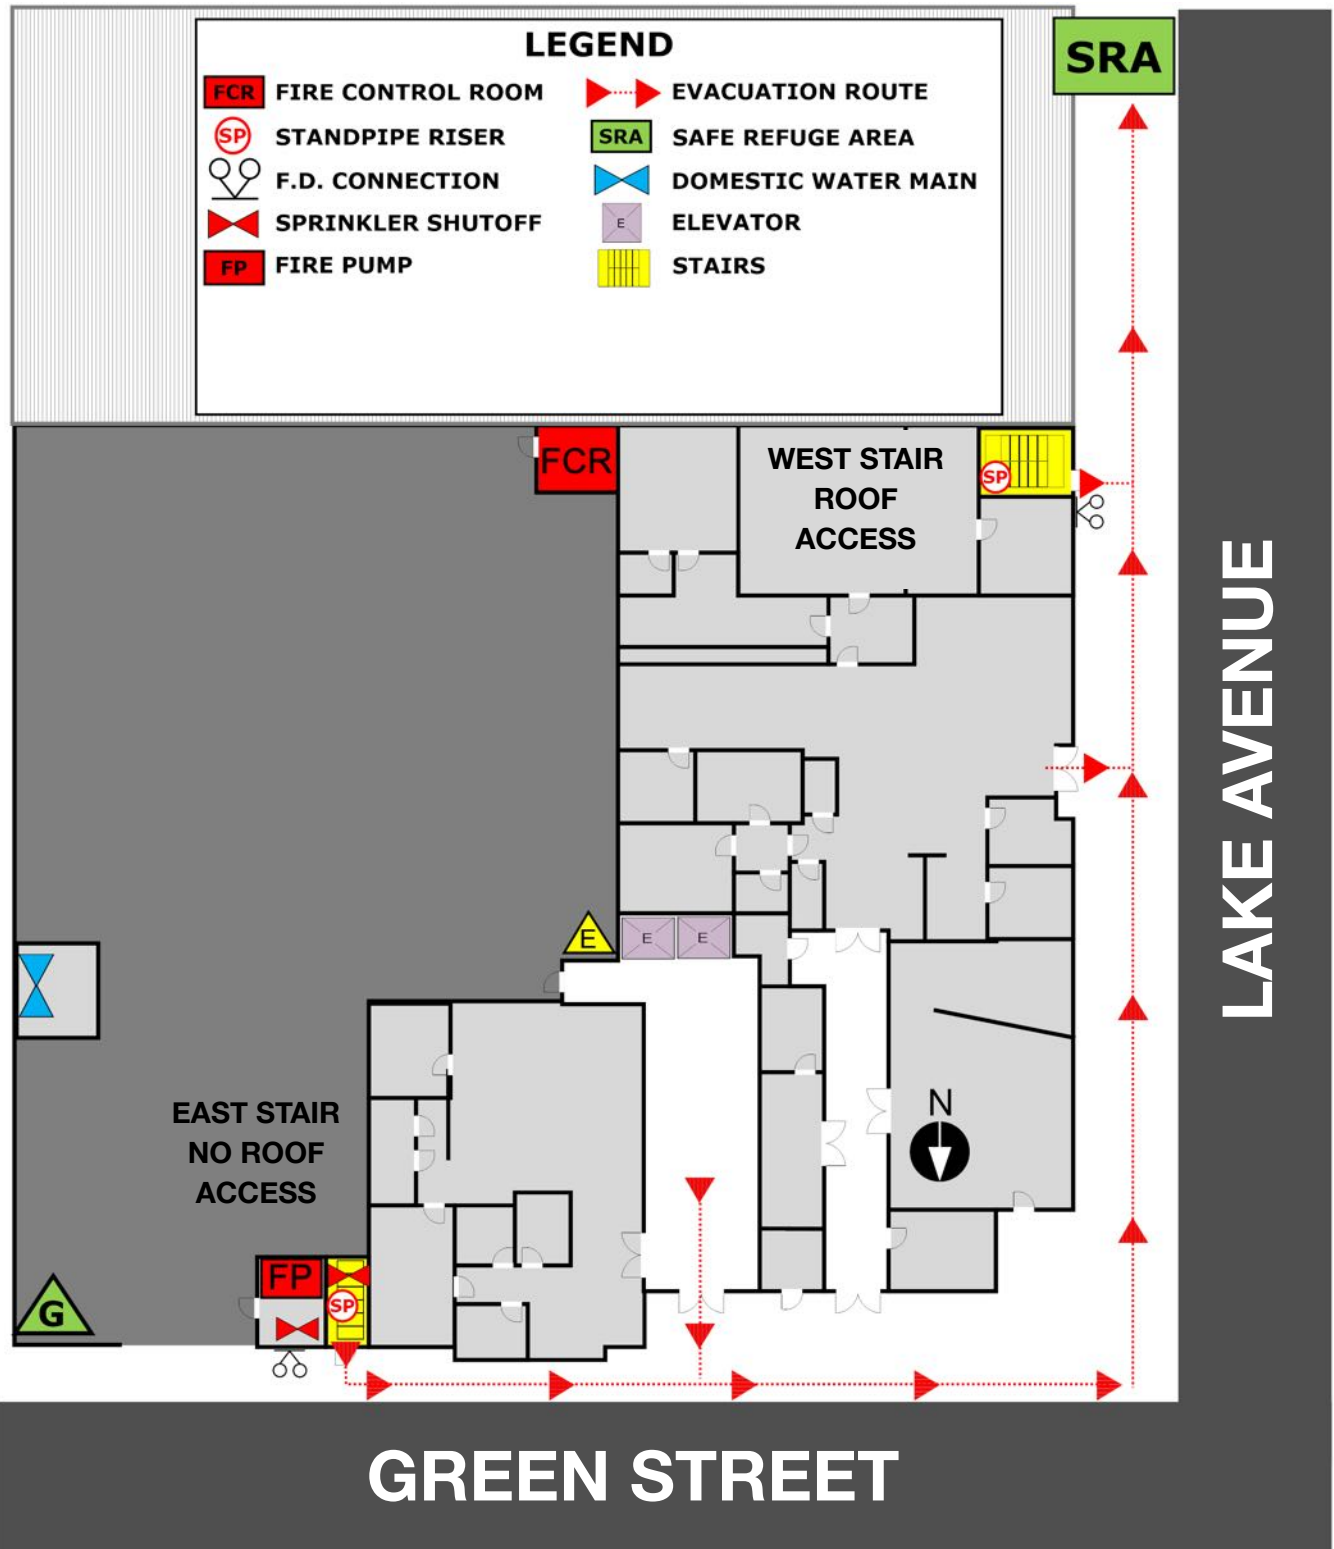 LEGEND
FCR FIRE CONTROL ROOM
SP STANDPIPE RISER
F.D. CONNECTION
SPRINKLER SHUTOFF
FP FIRE PUMP
EVACUATION ROUTE
SRA SAFE REFUGE AREA
DOMESTIC WATER MAIN
E ELEVATOR
STAIRS
SRA
FCR
WEST STAIR
ROOF
ACCESS
SP
LAKE AVENUE
E
E
E
N
EAST STAIR
NO ROOF
ACCESS
FP
SP
G
GREEN STREET